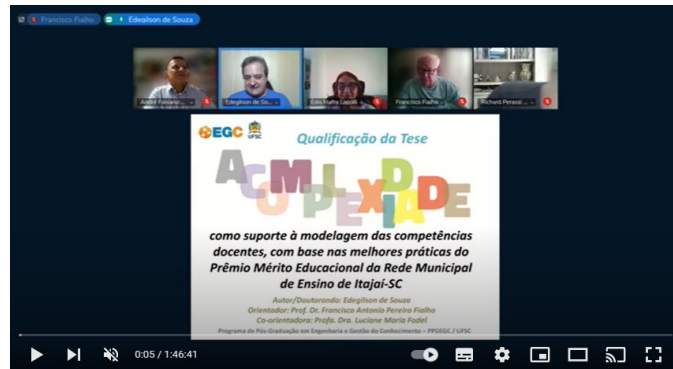 Francisco Fialho
Edegilson de Souza
André Fabiano ...
Edegilson de So...
Edis Mafra Lapolli
Francisco Fialho
Richard Perassi ...
EGC
UFSC
Qualificação da Tese
A COMPLEXIDADE
como suporte à modelagem das competências
docentes, com base nas melhores práticas do
Prêmio Mérito Educacional da Rede Municipal
de Ensino de Itajaí-SC
Autor/Doutorando: Edegilson de Souza
Orientador: Prof. Dr. Francisco Antonio Pereira Fialho
Co-orientadora: Profa. Dra. Luciane Maria Fadel
Programa de Pós-Graduação em Engenharia e Gestão do Conhecimento – PPGEGC / UFSC
0:05 / 1:46:41